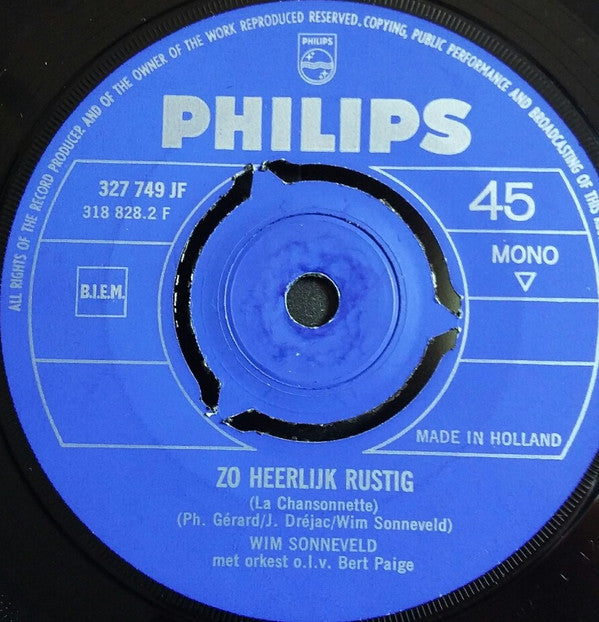 ALL RIGHTS OF THE RECORD PRODUCER AND OF THE OWNER OF THE WORK REPRODUCED RESERVED. COPYING, PUBLIC PERFORMANCE AND BROADCASTING OF THIS
PHILIPS
PHILIPS
327 749 JF
318 828.2 F
45
MONO
B.I.E.M.
MADE IN HOLLAND
ZO HEERLIJK RUSTIG
(La Chansonnette)
(Ph. Gérard/J. Dréjac/Wim Sonneveld)
WIM SONNEVELD
met orkest o.l.v. Bert Paige